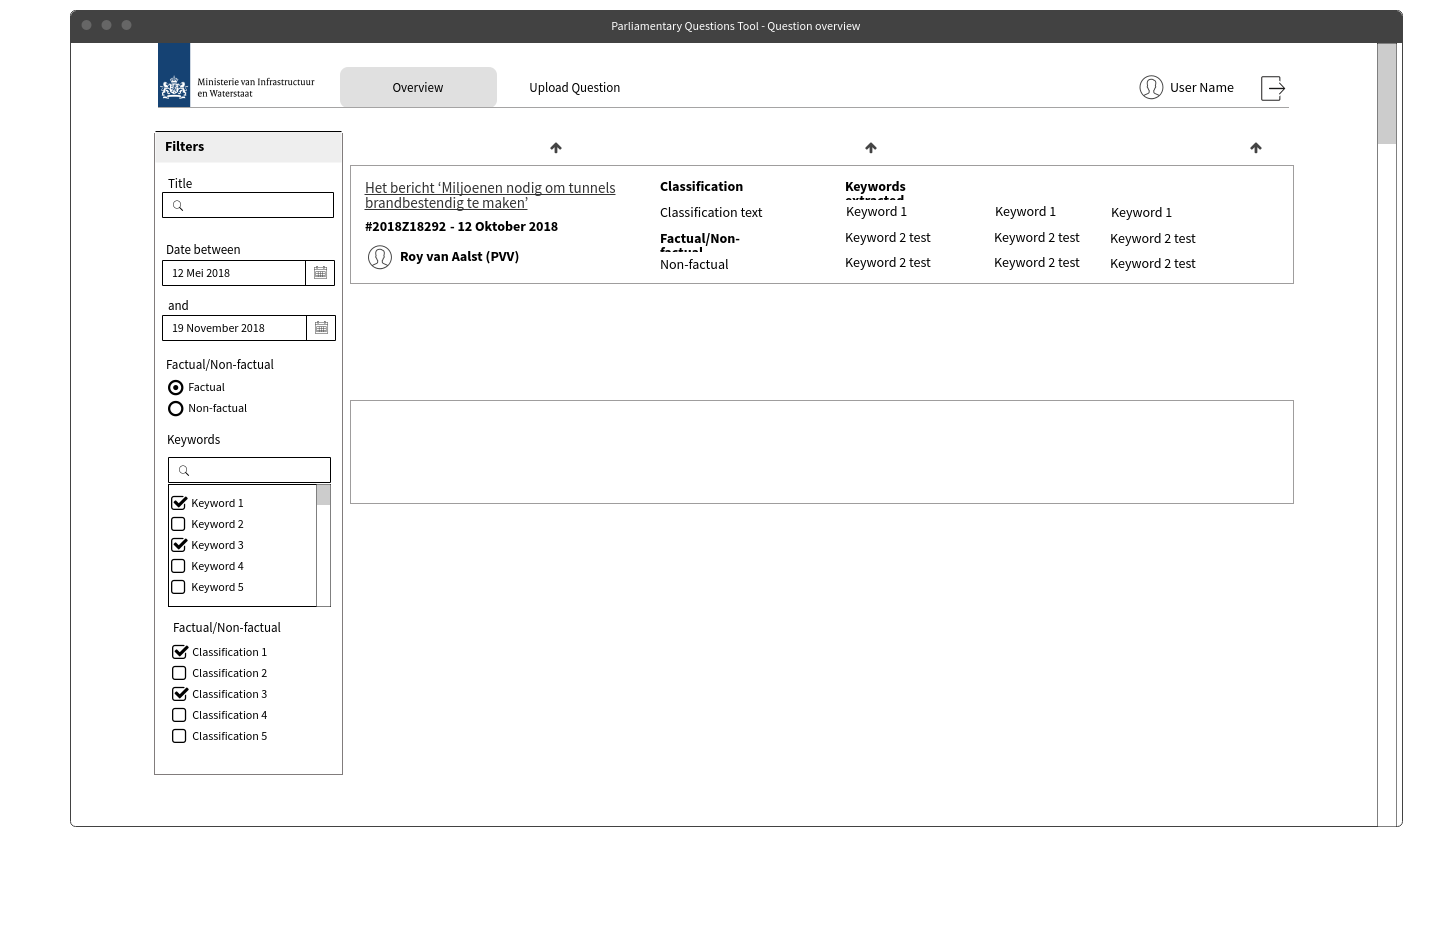 Parliamentary Questions Tool - Question overview
Ministerie van Infrastructuur
en Waterstaat
Overview
Upload Question
User Name
Filters
Title
Date between
12 Mei 2018
and
19 November 2018
Factual/Non-factual
Factual
Non-factual
Keywords
Keyword 1
Keyword 2
Keyword 3
Keyword 4
Keyword 5
Factual/Non-factual
Classification 1
Classification 2
Classification 3
Classification 4
Classification 5
Het bericht ‘Miljoenen nodig om tunnels
brandbestendig te maken’
#2018Z18292 - 12 Oktober 2018
Roy van Aalst (PVV)
Classification
Classification text
Factual/Non-
factual
Non-factual
Keywords
extracted
Keyword 1
Keyword 2 test
Keyword 2 test
Keyword 1
Keyword 2 test
Keyword 2 test
Keyword 1
Keyword 2 test
Keyword 2 test